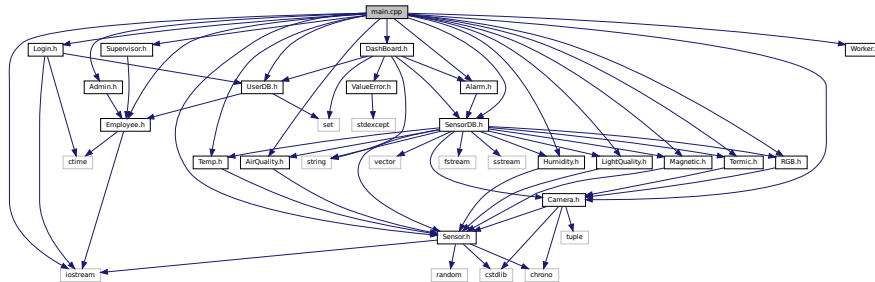 main.cpp
Login.h
Supervisor.h
DashBoard.h
Worker.
Admin.h
UserDB.h
ValueError.h
Alarm.h
Employee.h
set
stdexcept
SensorDB.h
ctime
Temp.h
AirQuality.h
string
vector
fstream
sstream
Humidity.h
LightQuality.h
Magnetic.h
Temic.h
RGB.h
Camera.h
Sensor.h
tuple
iostream
random
cstdlib
chrono